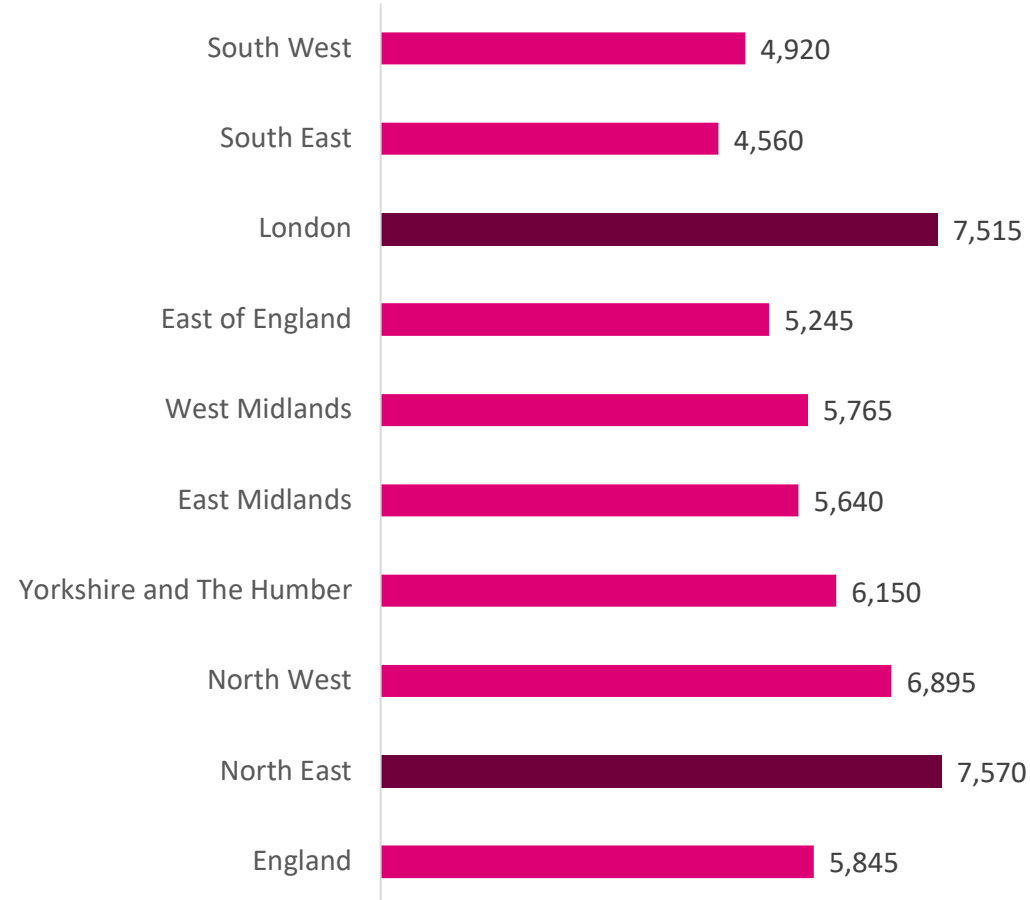 South West 4,920
South East 4,560
London 7,515
East of England 5,245
West Midlands 5,765
East Midlands 5,640
Yorkshire and The Humber 6,150
North West 6,895
North East 7,570
England 5,845